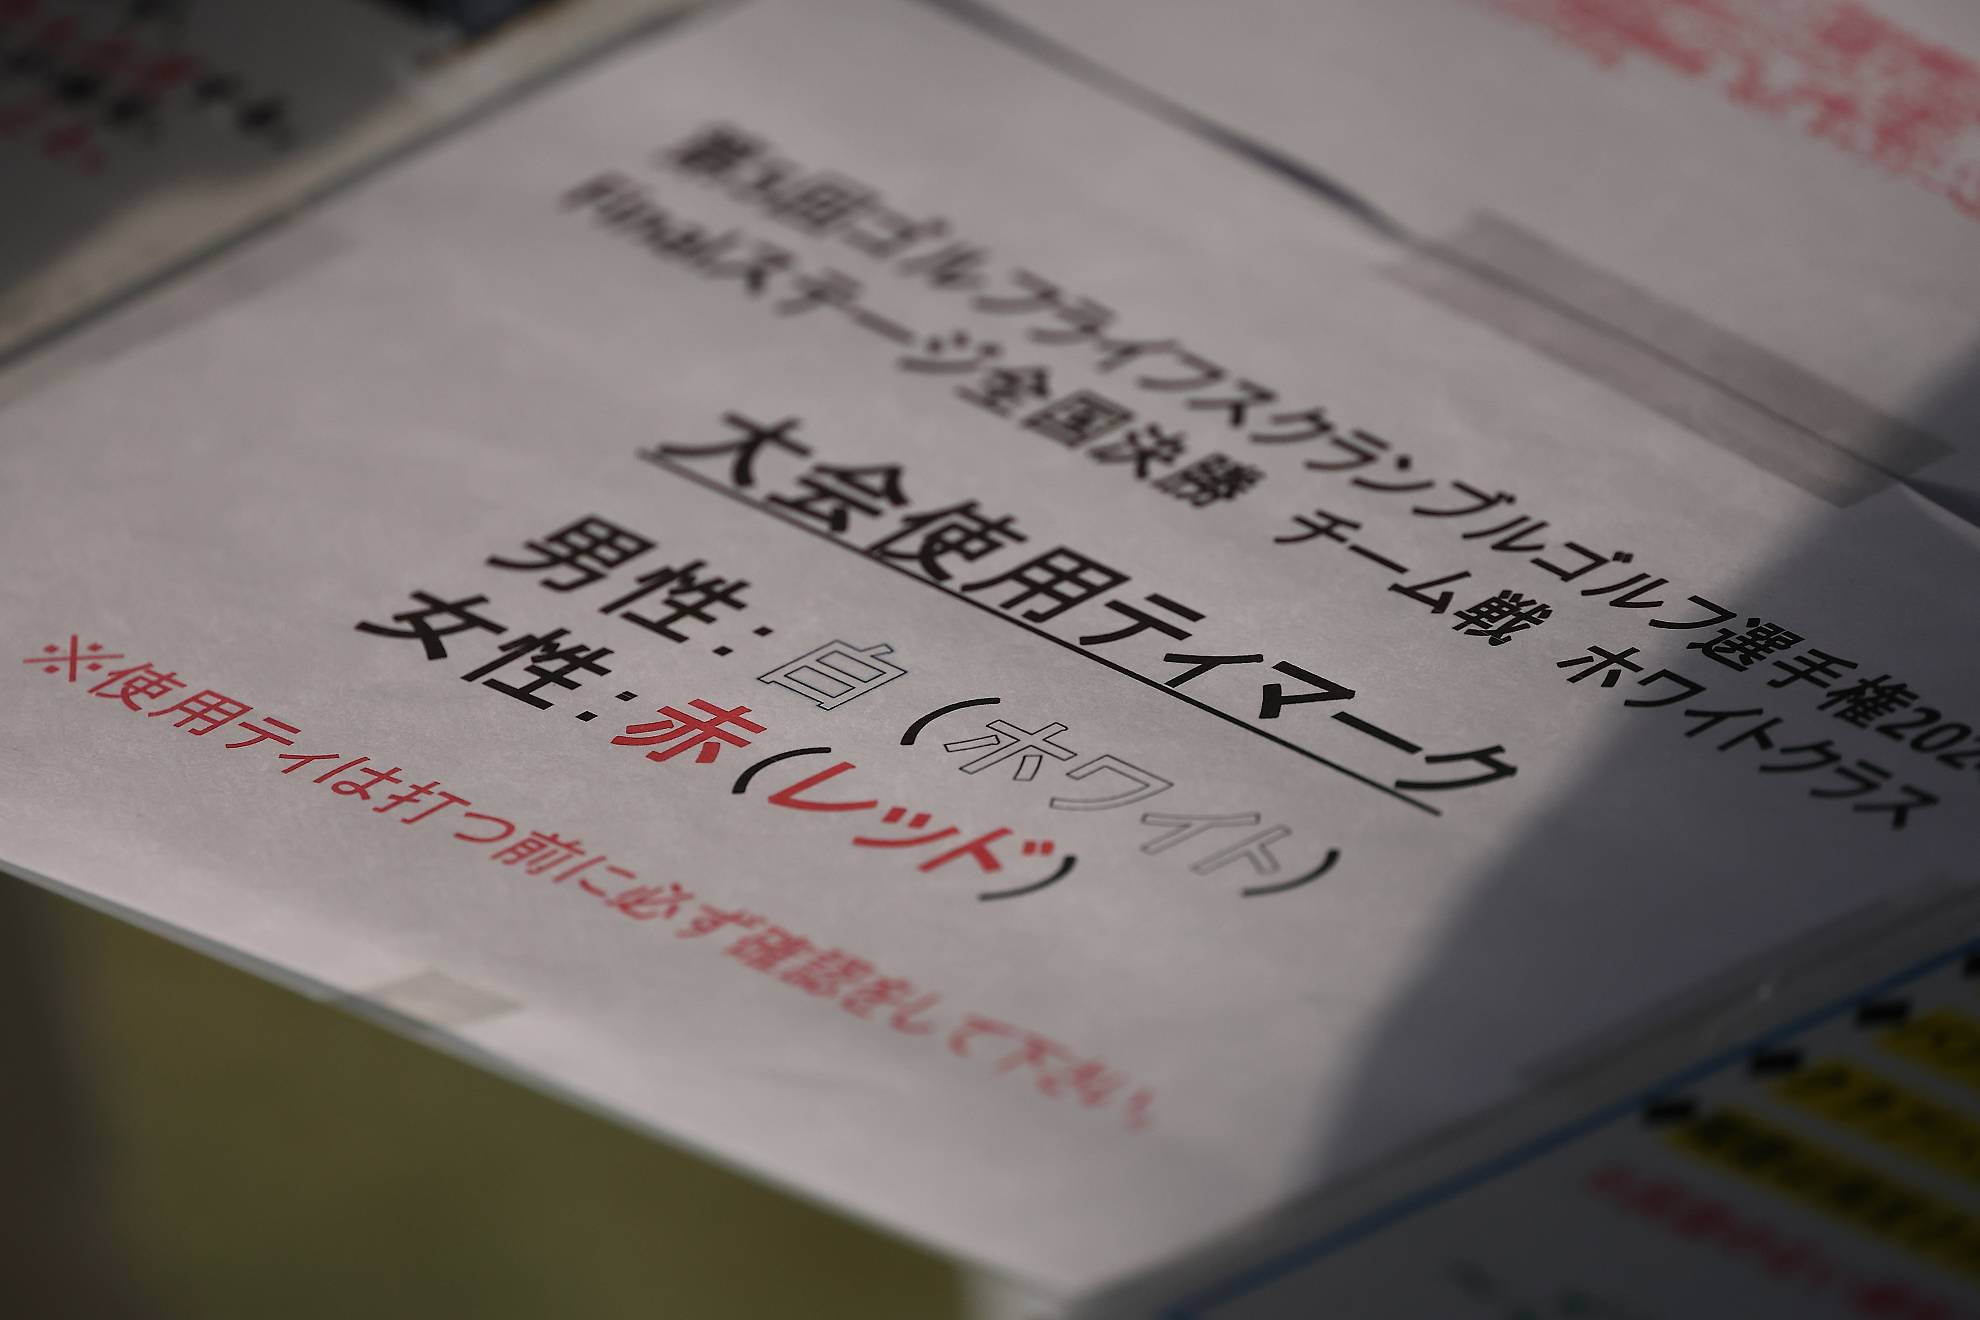 第3回ゴルフライフスクランブルゴルフ選手権202
Finalステージ全国決勝 チーム戦 ホワイトクラス
大会使用ティマーク
男性：白（ホワイト）
女性：赤（レッド）
※使用ティは打つ前に必ず確認をして下さい